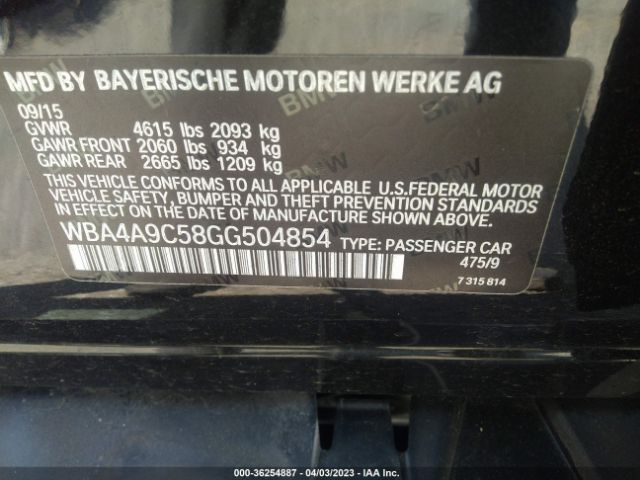 MFD BY BAYERISCHE MOTOREN WERKE AG
09/15
GVWR 4615 lbs 2093 kg
GAWR FRONT 2060 lbs 934 kg
GAWR REAR 2665 lbs 1209 kg
THIS VEHICLE CONFORMS TO ALL APPLICABLE U.S.FEDERAL MOTOR
VEHICLE SAFETY, BUMPER AND THEFT PREVENTION STANDARDS
IN EFFECT ON THE DATE OF MANUFACTURE SHOWN ABOVE.
WBA4A9C58GG504854 TYPE: PASSENGER CAR
475/9
7 315 814
000-36254887 - 04/03/2023 - IAA Inc.